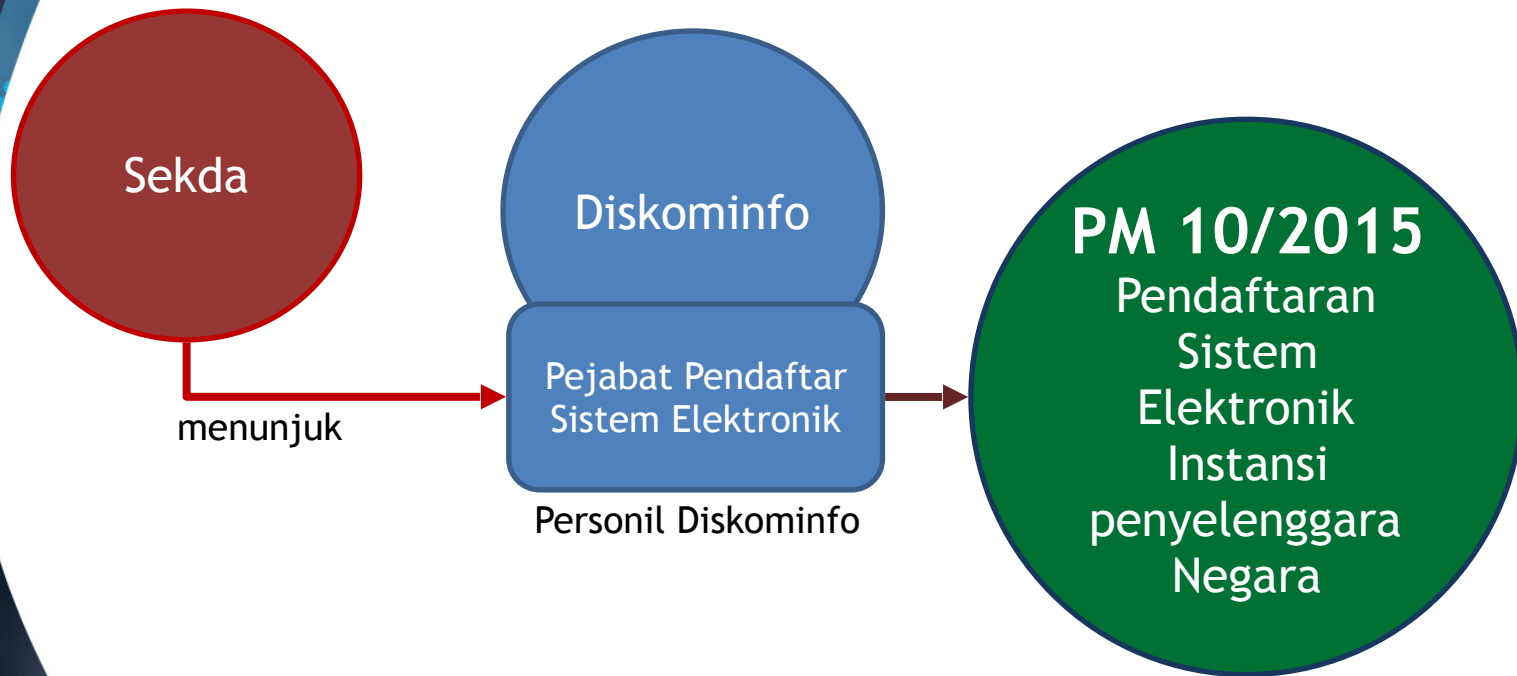 Sekda
menunjuk
Diskominfo
Pejabat Pendaftar
Sistem Elektronik
Personil Diskominfo
PM 10/2015
Pendaftaran
Sistem
Elektronik
Instansi
penyelenggara
Negara